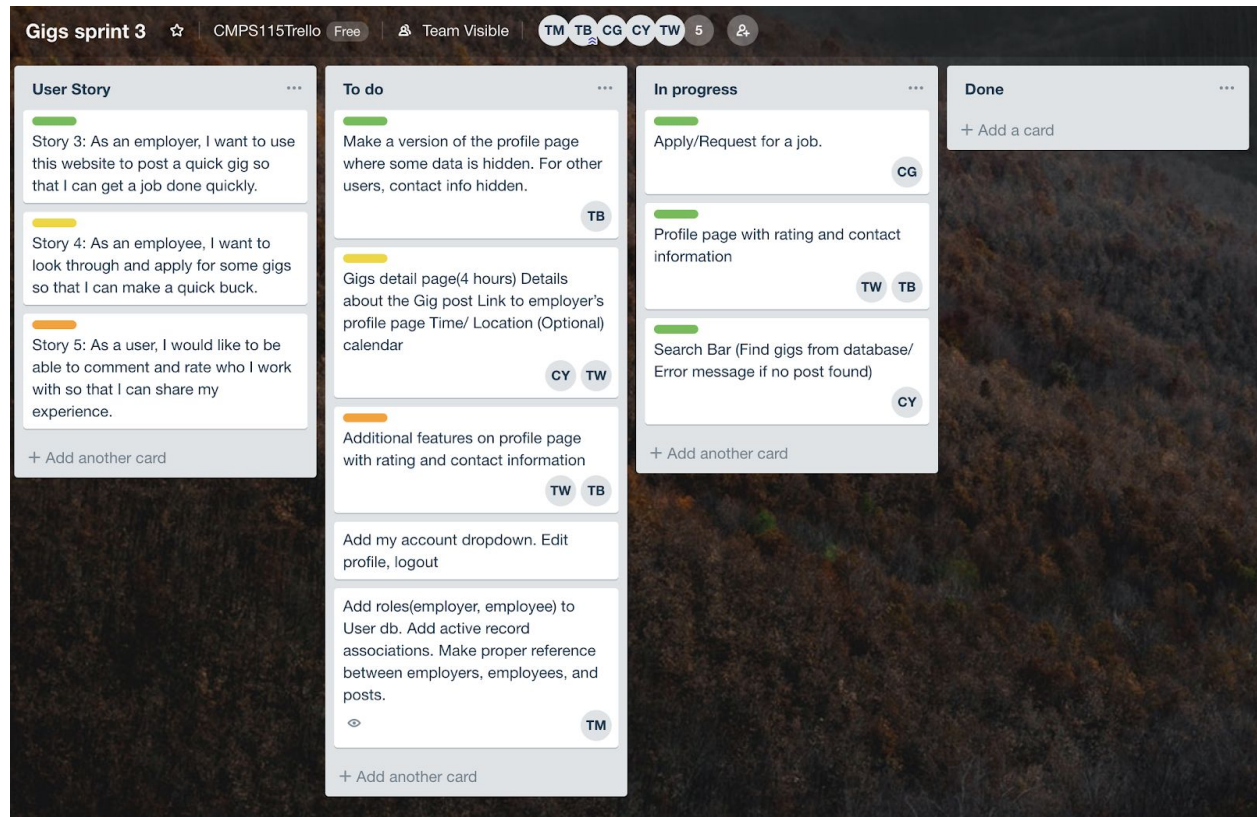 Gigs sprint 3 CMPS115Trello Free Team Visible TM TB CG CY TW 5
User Story
Story 3: As an employer, I want to use
this website to post a quick gig so
that I can get a job done quickly.
Story 4: As an employee, I want to
look through and apply for some gigs
so that I can make a quick buck.
Story 5: As a user, I would like to be
able to comment and rate who I work
with so that I can share my
experience.
+ Add another card
To do
Make a version of the profile page
where some data is hidden. For other
users, contact info hidden.
TB
Gigs detail page(4 hours) Details
about the Gig post Link to employer’s
profile page Time/ Location (Optional)
calendar
CY TW
Additional features on profile page
with rating and contact information
TW TB
Add my account dropdown. Edit
profile, logout
Add roles(employer, employee) to
User db. Add active record
associations. Make proper reference
between employers, employees, and
posts.
TM
+ Add another card
In progress
Apply/Request for a job.
CG
Profile page with rating and contact
information
TW TB
Search Bar (Find gigs from database/
Error message if no post found)
CY
+ Add another card
Done
+ Add a card